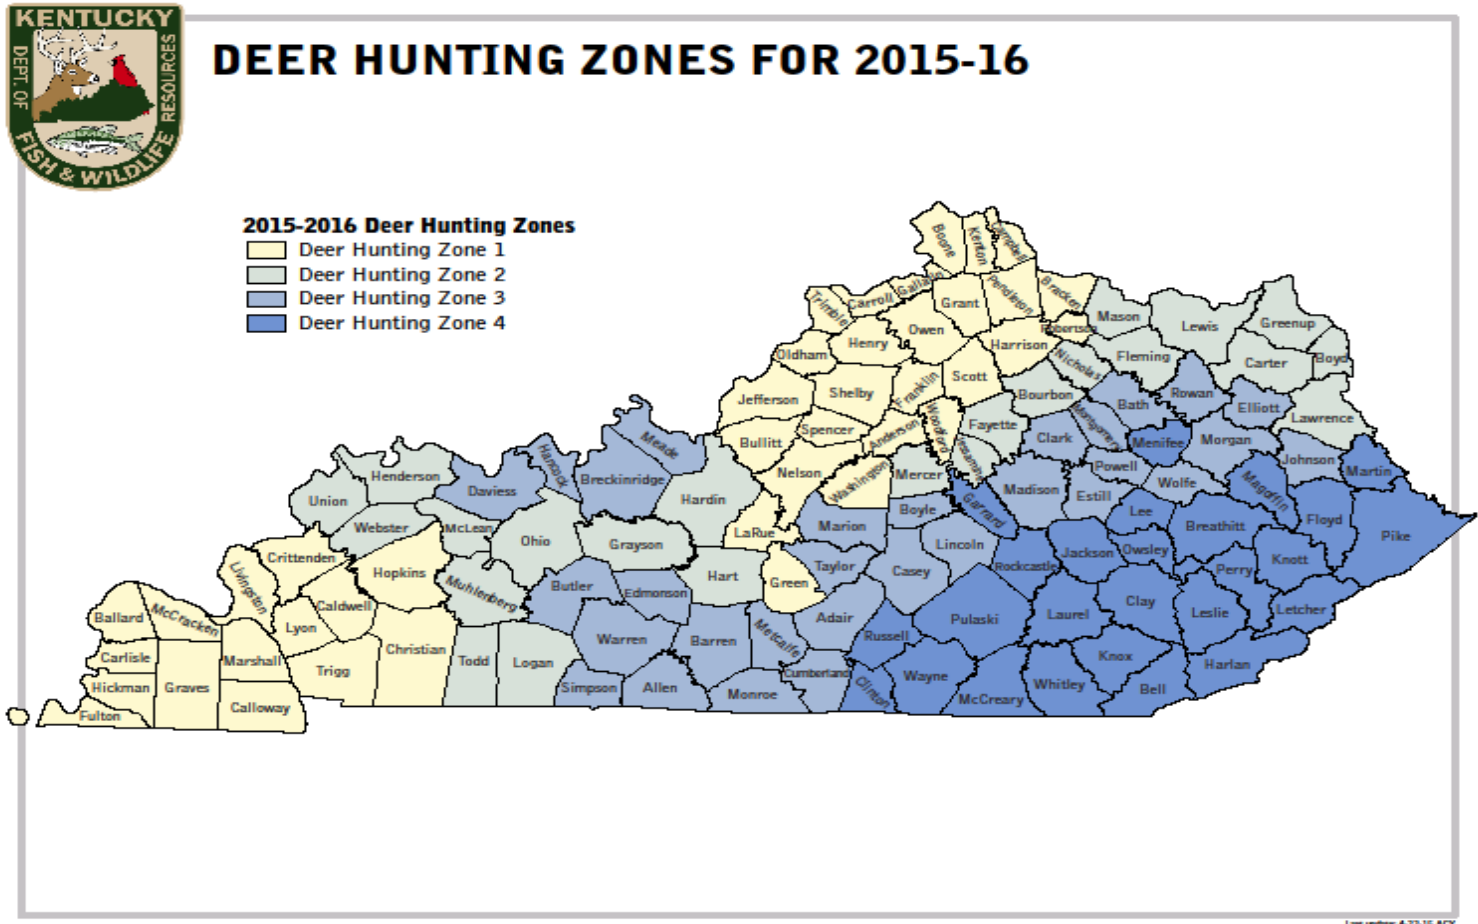 KENTUCKY
DEPT. OF
FISH & WILDLIFE
RESOURCES
DEER HUNTING ZONES FOR 2015-16
2015-2016 Deer Hunting Zones
Deer Hunting Zone 1
Deer Hunting Zone 2
Deer Hunting Zone 3
Deer Hunting Zone 4
Boone
Kenton
Campbell
Trimble
Carroll
Gallatin
Grant
Pendleton
Bracken
Mason
Lewis
Greenup
Oldham
Henry
Owen
Harrison
Robertson
Nicholas
Fleming
Carter
Boyd
Jefferson
Shelby
Franklin
Scott
Bourbon
Bath
Rowan
Elliott
Lawrence
Bullitt
Spencer
Anderson
Woodford
Fayette
Jessamine
Clark
Montgomery
Menifee
Morgan
Johnson
Martin
Henderson
Union
Daviess
Hancock
Breckinridge
Meade
Hardin
Nelson
Washington
Mercer
Garrard
Madison
Estill
Powell
Wolfe
Magoffin
Floyd
Pike
Webster
McLean
Ohio
Grayson
LaRue
Marion
Boyle
Lincoln
Lee
Breathitt
Crittenden
Hopkins
Muhlenberg
Butler
Edmonson
Hart
Green
Taylor
Casey
Rockcastle
Jackson
Owsley
Perry
Knott
Livingston
Caldwell
Lyon
Ballard
McCracken
Christian
Todd
Logan
Warren
Barren
Metcalfe
Adair
Russell
Pulaski
Laurel
Clay
Leslie
Letcher
Carlisle
Marshall
Trigg
Hickman
Graves
Calloway
Fulton
Simpson
Allen
Monroe
Cumberland
Clinton
Wayne
McCreary
Whitley
Knox
Bell
Harlan